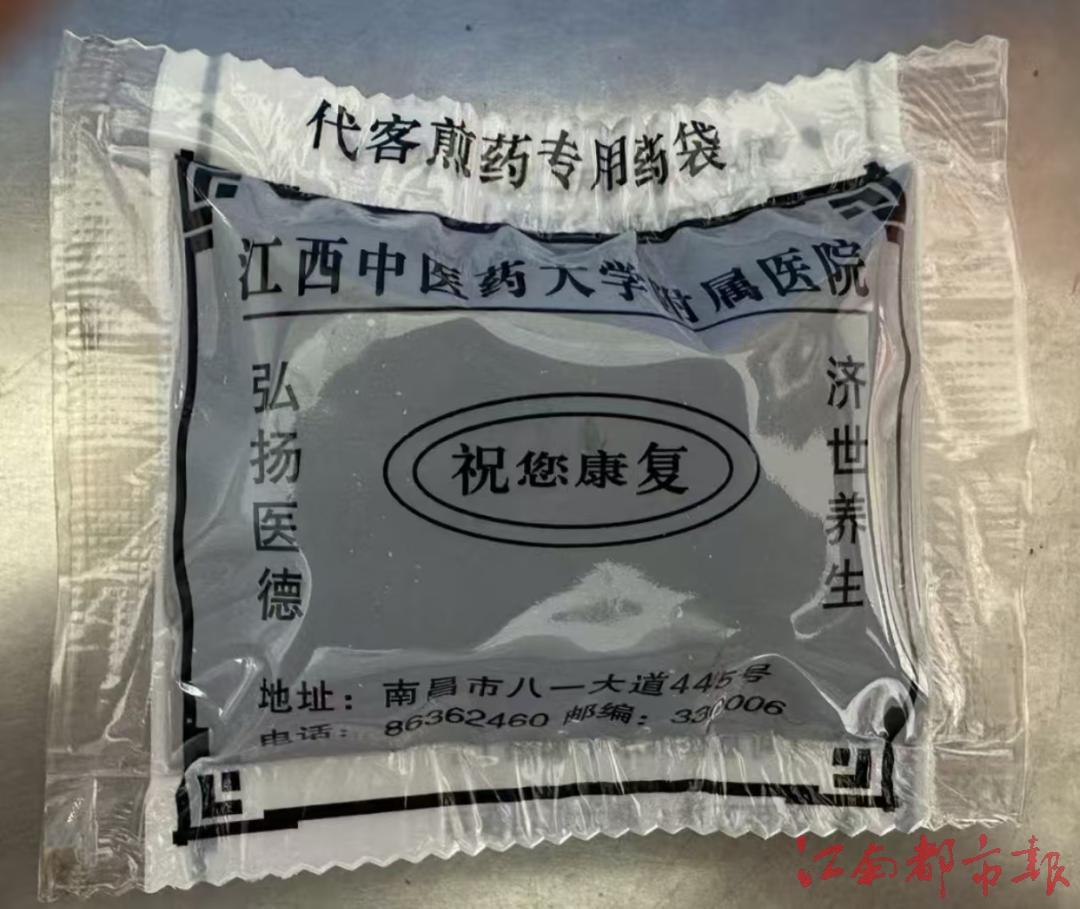 代客煎药专用药袋
江西中医药大学附属医院
弘扬医德
济世养生
祝您康复
地址：南昌市八一大道445号
电话：86362460 邮编：330006
江南都市报